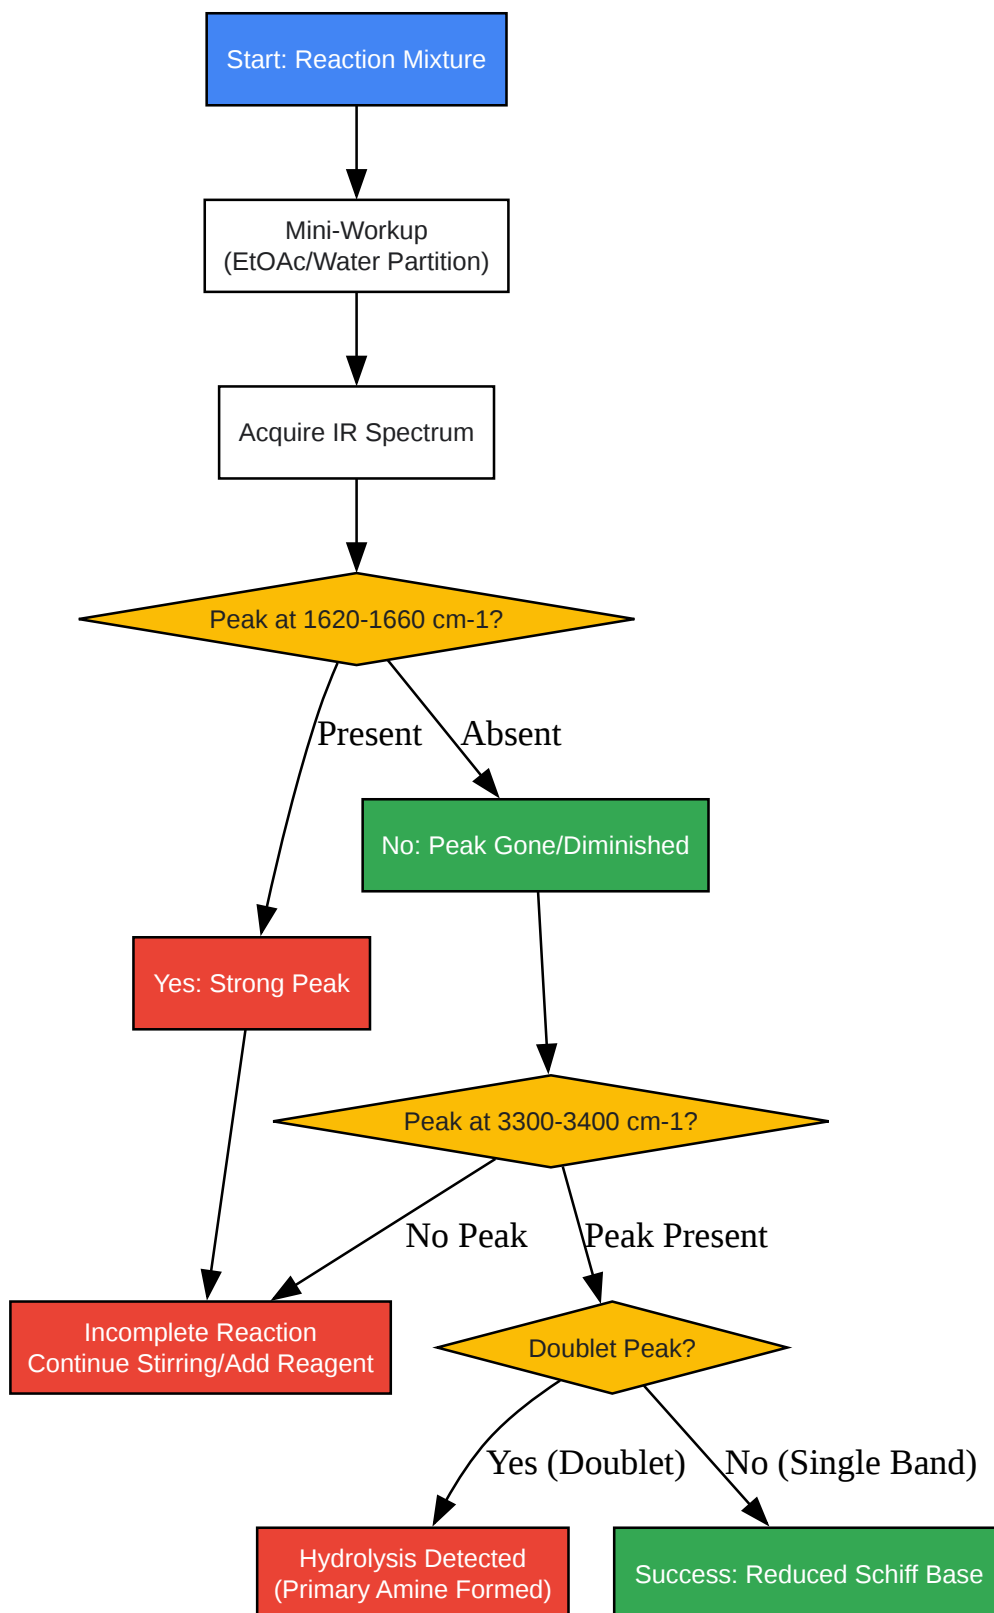 Start: Reaction Mixture
Mini-Workup
(EtOAc/Water Partition)
Acquire IR Spectrum
Peak at 1620-1660 cm-1?
Present
Absent
No: Peak Gone/Diminished
Yes: Strong Peak
Peak at 3300-3400 cm-1?
No Peak
Peak Present
Incomplete Reaction
Continue Stirring/Add Reagent
Doublet Peak?
Yes (Doublet)
No (Single Band)
Hydrolysis Detected
(Primary Amine Formed)
Success: Reduced Schiff Base